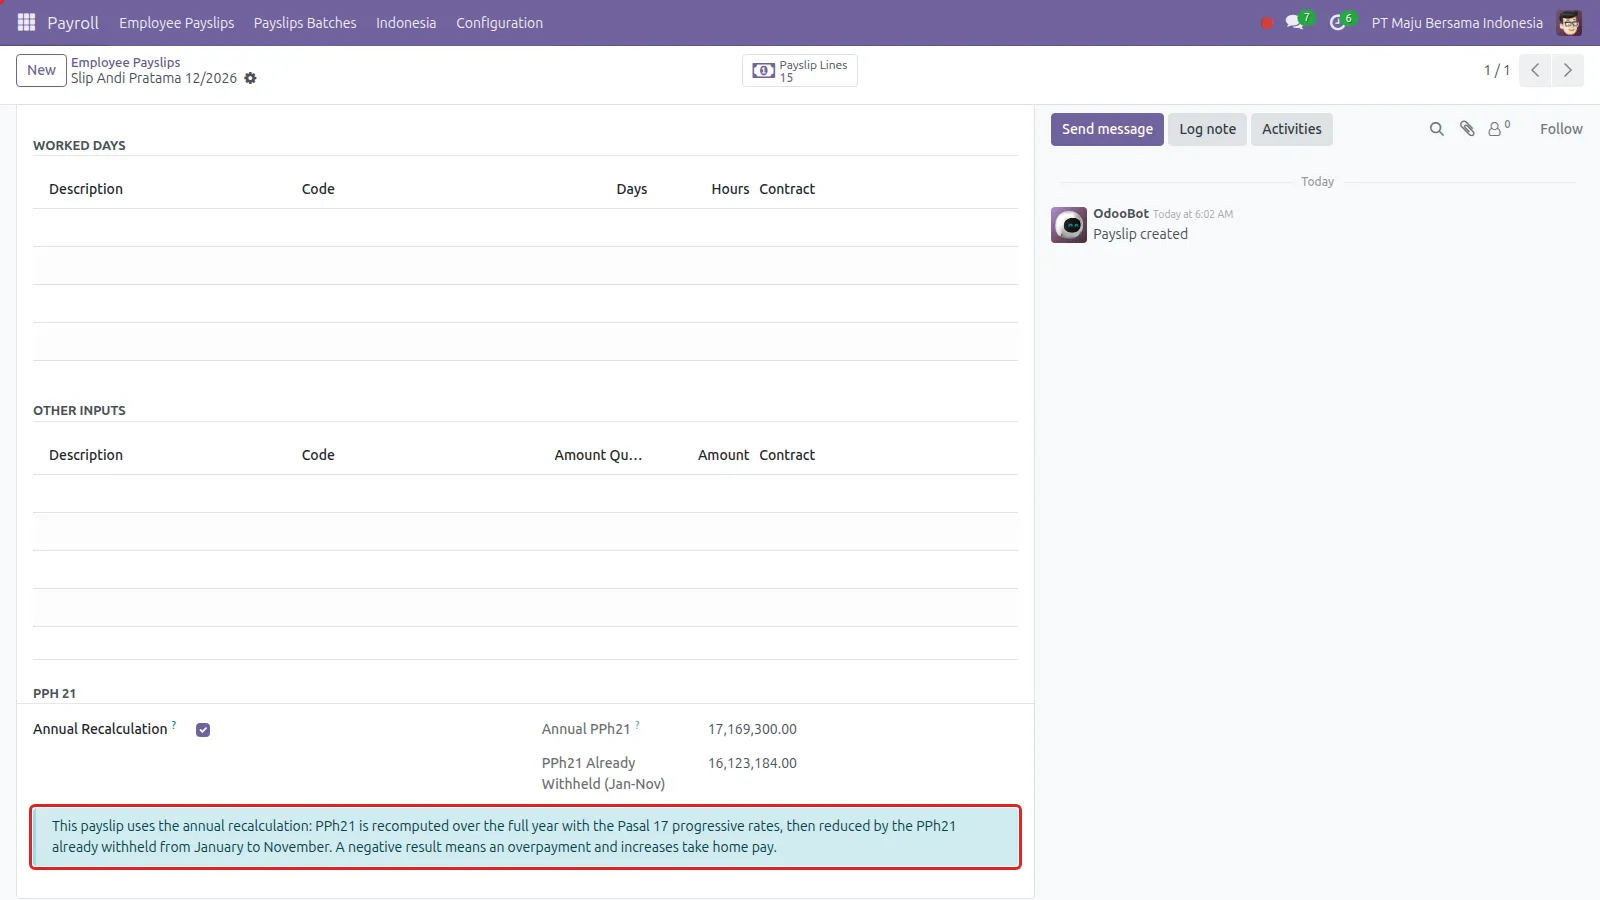 Payroll Employee Payslips Payslips Batches Indonesia Configuration 7 6 PT Maju Bersama Indonesia
New Employee Payslips
Slip Andi Pratama 12/2026
Payslip Lines
15
1 / 1
Send message Log note Activities 0 Follow
Today
OdooBot Today at 6:02 AM
Payslip created
WORKED DAYS
Description Code Days Hours Contract
OTHER INPUTS
Description Code Amount Qu... Amount Contract
PPH 21
Annual Recalculation ? Annual PPh21 ? 17,169,300.00
PPh21 Already 16,123,184.00
Withheld (Jan-Nov)
This payslip uses the annual recalculation: PPh21 is recomputed over the full year with the Pasal 17 progressive rates, then reduced by the PPh21
already withheld from January to November. A negative result means an overpayment and increases take home pay.